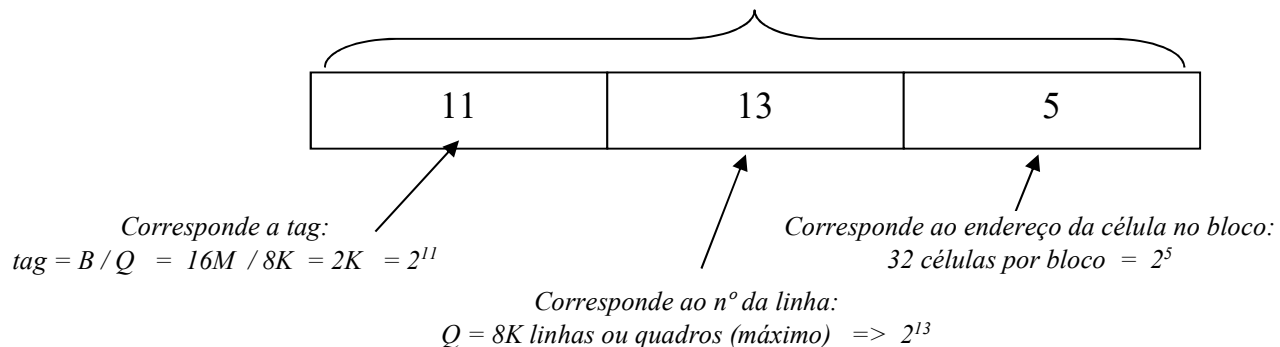 11 13 5
Corresponde a tag:
tag = B / Q = 16M / 8K = 2K = 2¹¹
Corresponde ao endereço da célula no bloco:
32 células por bloco = 2⁵
Corresponde ao nº da linha:
Q = 8K linhas ou quadros (máximo) => 2¹³